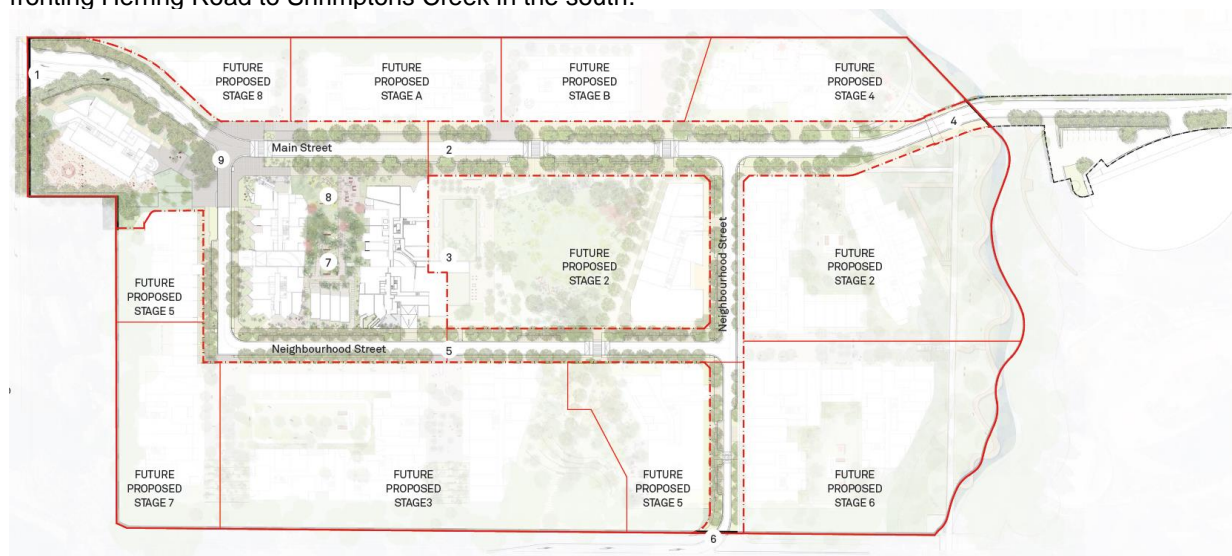 fronting Herring Road to Shrimptons Creek in the south.
FUTURE
PROPOSED
STAGE 8
FUTURE
PROPOSED
STAGE A
FUTURE
PROPOSED
STAGE B
FUTURE
PROPOSED
STAGE 4
1
Main Street
2
4
9
8
7
3
FUTURE
PROPOSED
STAGE 2
Neighbourhood Street
FUTURE
PROPOSED
STAGE 2
FUTURE
PROPOSED
STAGE 5
Neighbourhood Street
5
FUTURE
PROPOSED
STAGE 7
FUTURE
PROPOSED
STAGE3
FUTURE
PROPOSED
STAGE 5
FUTURE
PROPOSED
STAGE 6
6